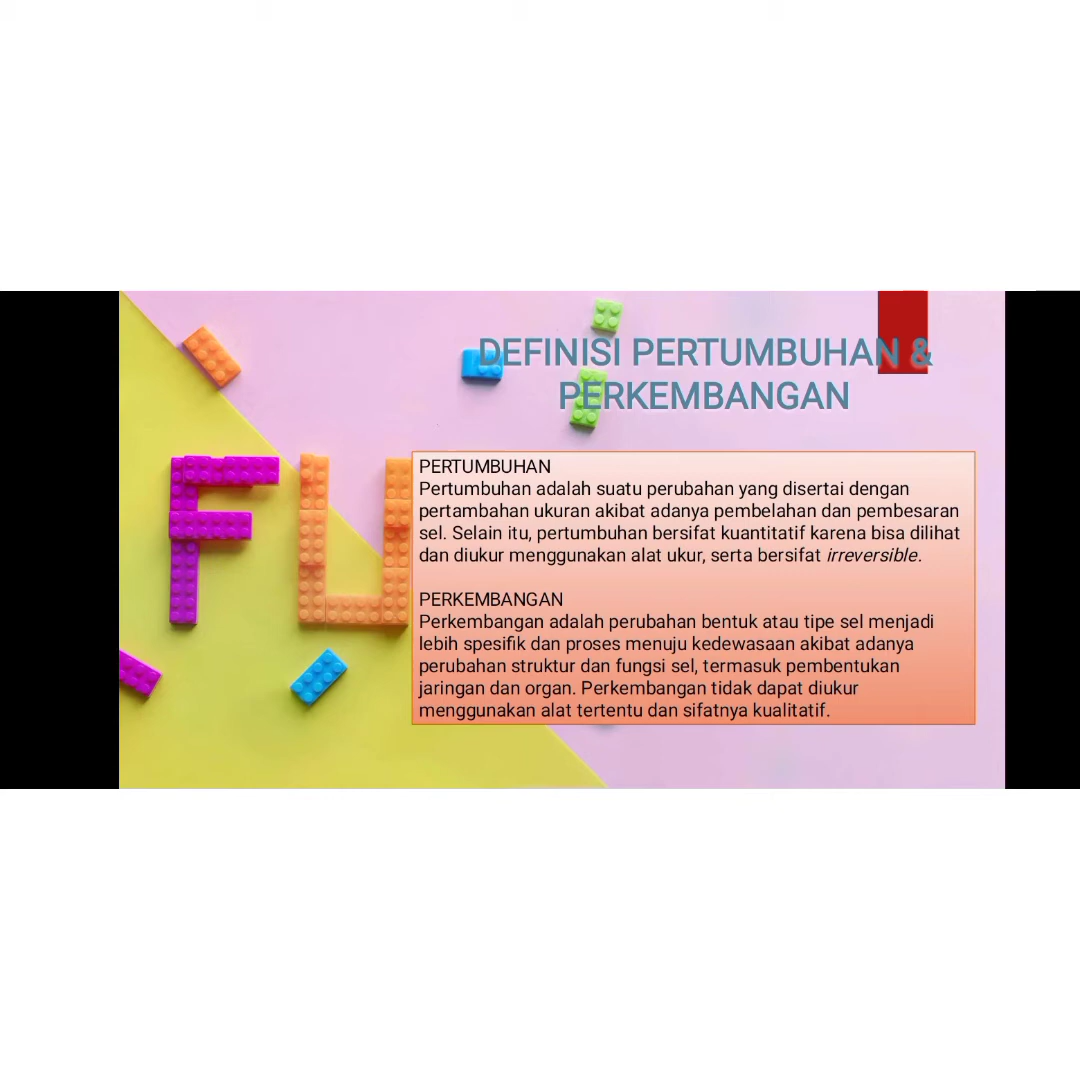 DEFINISI PERTUMBUHAN &
PERKEMBANGAN
FU
PERTUMBUHAN
Pertumbuhan adalah suatu perubahan yang disertai dengan
pertambahan ukuran akibat adanya pembelahan dan pembesaran
sel. Selain itu, pertumbuhan bersifat kuantitatif karena bisa dilihat
dan diukur menggunakan alat ukur, serta bersifat irreversible.
PERKEMBANGAN
Perkembangan adalah perubahan bentuk atau tipe sel menjadi
lebih spesifik dan proses menuju kedewasaan akibat adanya
perubahan struktur dan fungsi sel, termasuk pembentukan
jaringan dan organ. Perkembangan tidak dapat diukur
menggunakan alat tertentu dan sifatnya kualitatif.